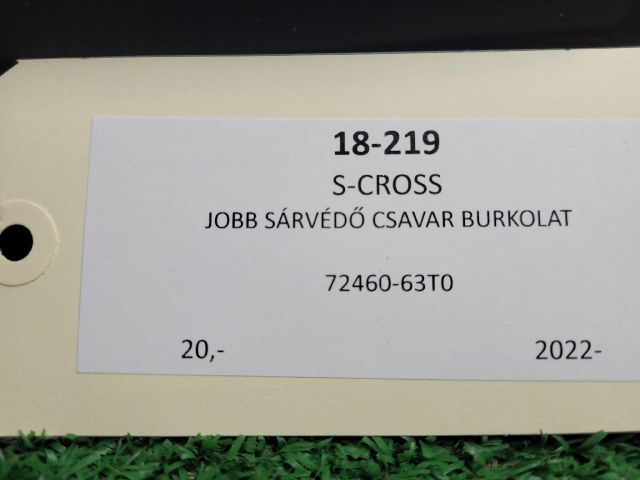 18-219
S-CROSS
JOBB SÁRVÉDŐ CSAVAR BURKOLAT
72460-63T0
20,- 2022-